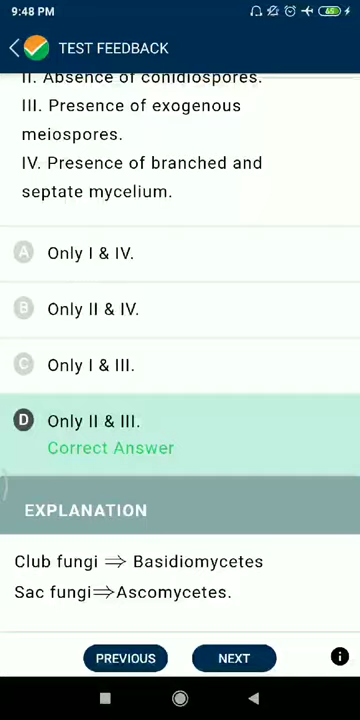 9:48 PM
65
TEST FEEDBACK
II. Absence of conidiospores.
III. Presence of exogenous
meiospores.
IV. Presence of branched and
septate mycelium.
A Only I & IV.
B Only II & IV.
C Only I & III.
D Only II & III.
Correct Answer
EXPLANATION
Club fungi ⟹ Basidiomycetes
Sac fungi⟹Ascomycetes.
PREVIOUS NEXT